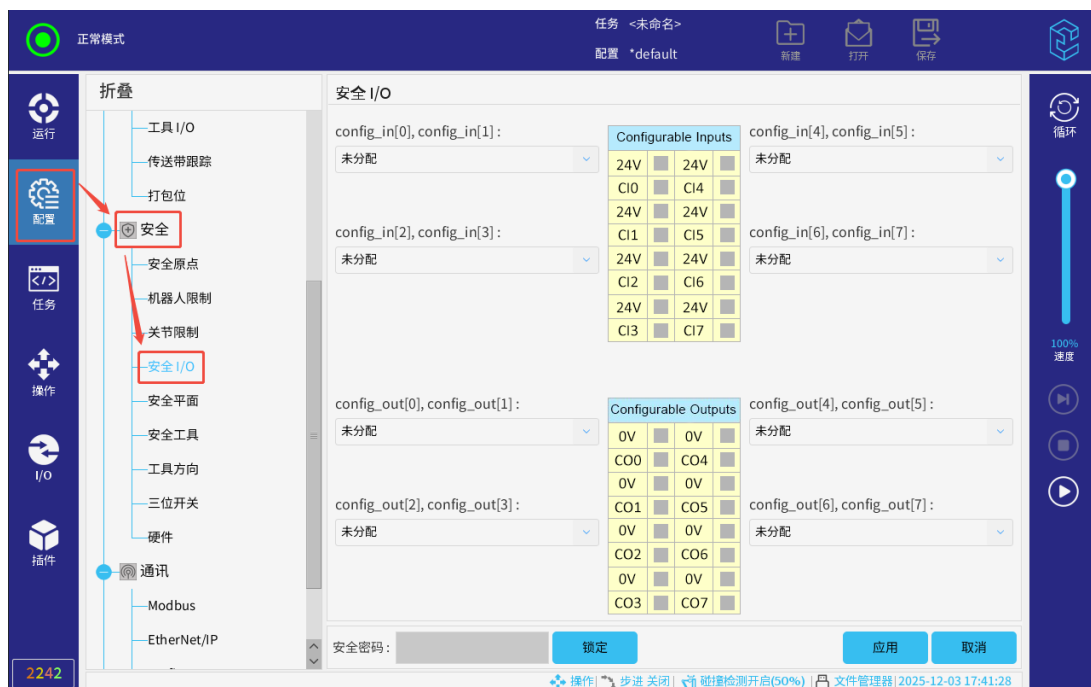 正常模式
任务 <未命名>
配置 *default
新建
打开
保存
运行
配置
任务
操作
I/O
插件
2242
折叠
工具 I/O
传送带跟踪
打包位
安全
安全原点
机器人限制
关节限制
安全 I/O
安全平面
安全工具
工具方向
三位开关
硬件
通讯
Modbus
EtherNet/IP
安全 I/O
config_in[0], config_in[1] :
未分配
config_in[2], config_in[3] :
未分配
Configurable Inputs
24V 24V
CI0 CI4
24V 24V
CI1 CI5
24V 24V
CI2 CI6
24V 24V
CI3 CI7
config_in[4], config_in[5] :
未分配
config_in[6], config_in[7] :
未分配
config_out[0], config_out[1] :
未分配
config_out[2], config_out[3] :
未分配
Configurable Outputs
0V 0V
CO0 CO4
0V 0V
CO1 CO5
0V 0V
CO2 CO6
0V 0V
CO3 CO7
config_out[4], config_out[5] :
未分配
config_out[6], config_out[7] :
未分配
安全密码 :
锁定
应用
取消
操作| 步进 关闭| 碰撞检测开启(50%) | 文件管理器| 2025-12-03 17:41:28
循环
100%
速度